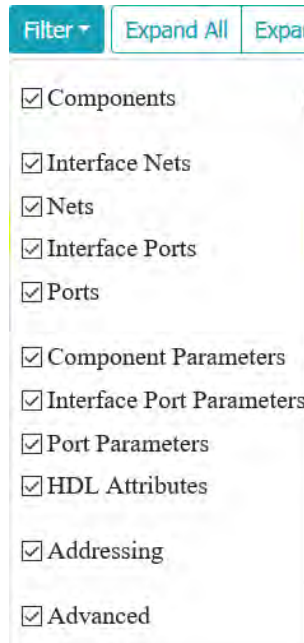 Filter Expand All
Components
Interface Nets
Nets
Interface Ports
Ports
Component Parameters
Interface Port Parameters
Port Parameters
HDL Attributes
Addressing
Advanced